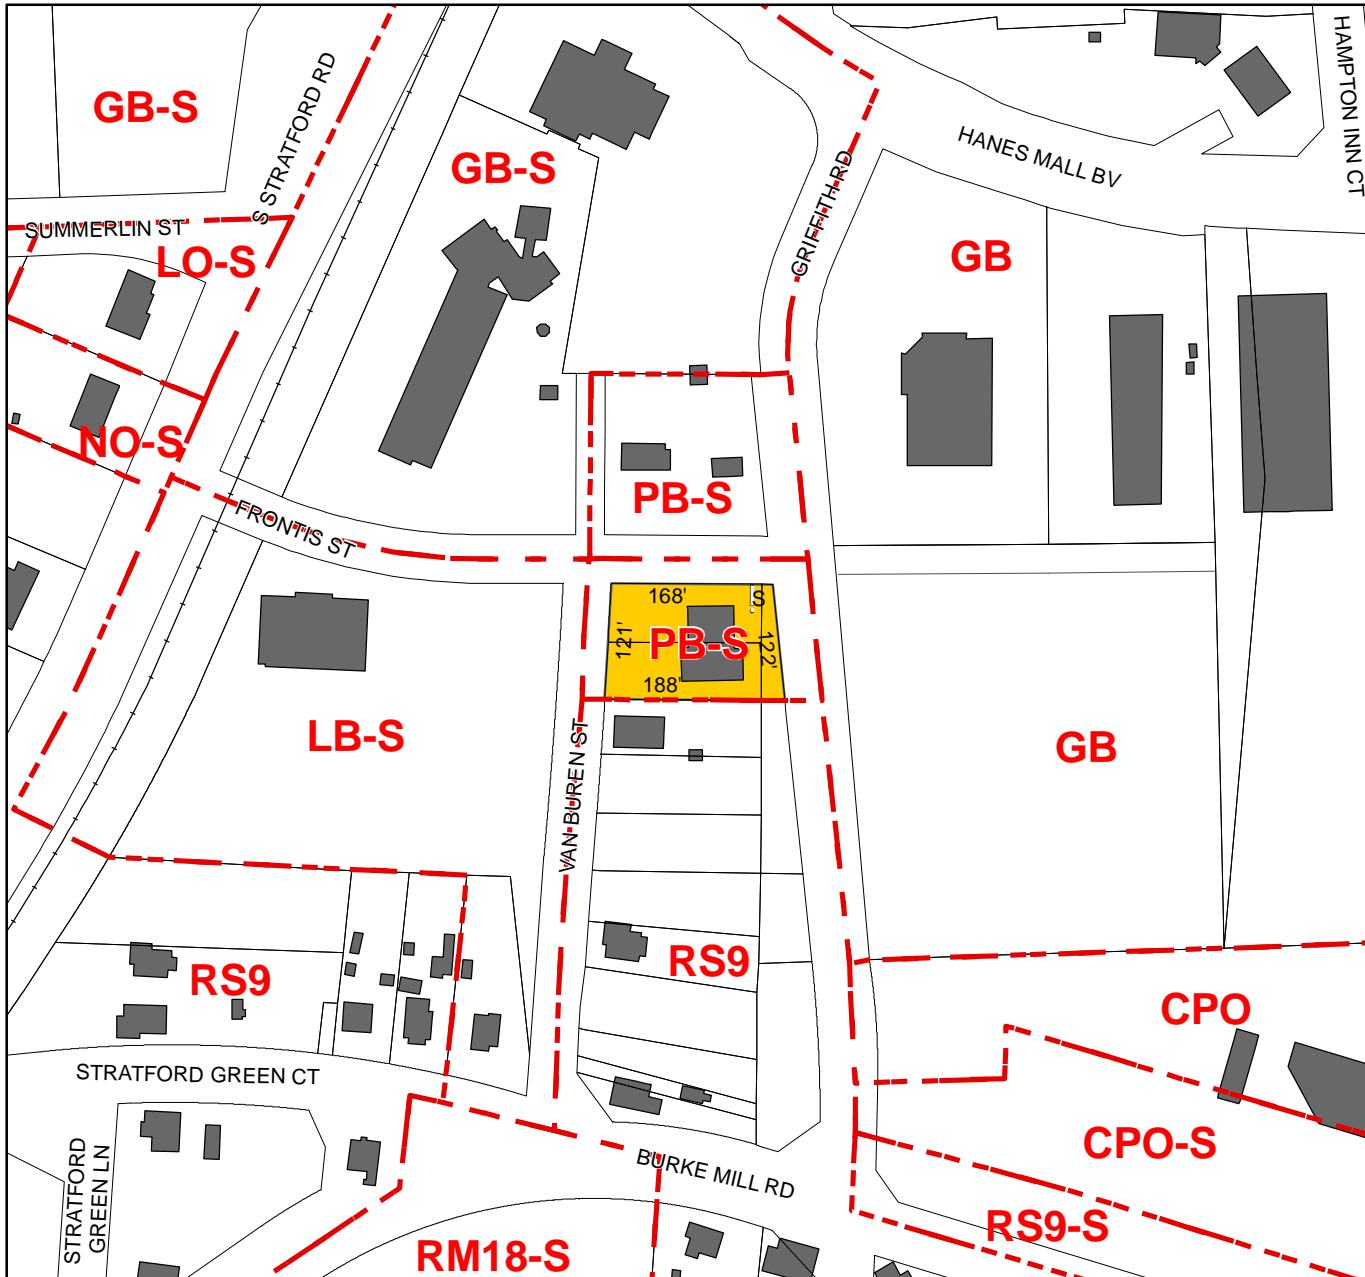 GB-S
S STRATFORD RD
GB-S
HAMPTON INN CT
HANES MALL BV
GRIFFITH RD
SUMMERLIN ST
LO-S
GB
NO-S
PB-S
FRONTIS ST
168'
S
121'
PB-S
122'
188'
LB-S
VAN BUREN ST
GB
RS9
RS9
CPO
STRATFORD GREEN CT
CPO-S
STRATFORD
GREEN LN
BURKE MILL RD
RS9-S
RM18-S